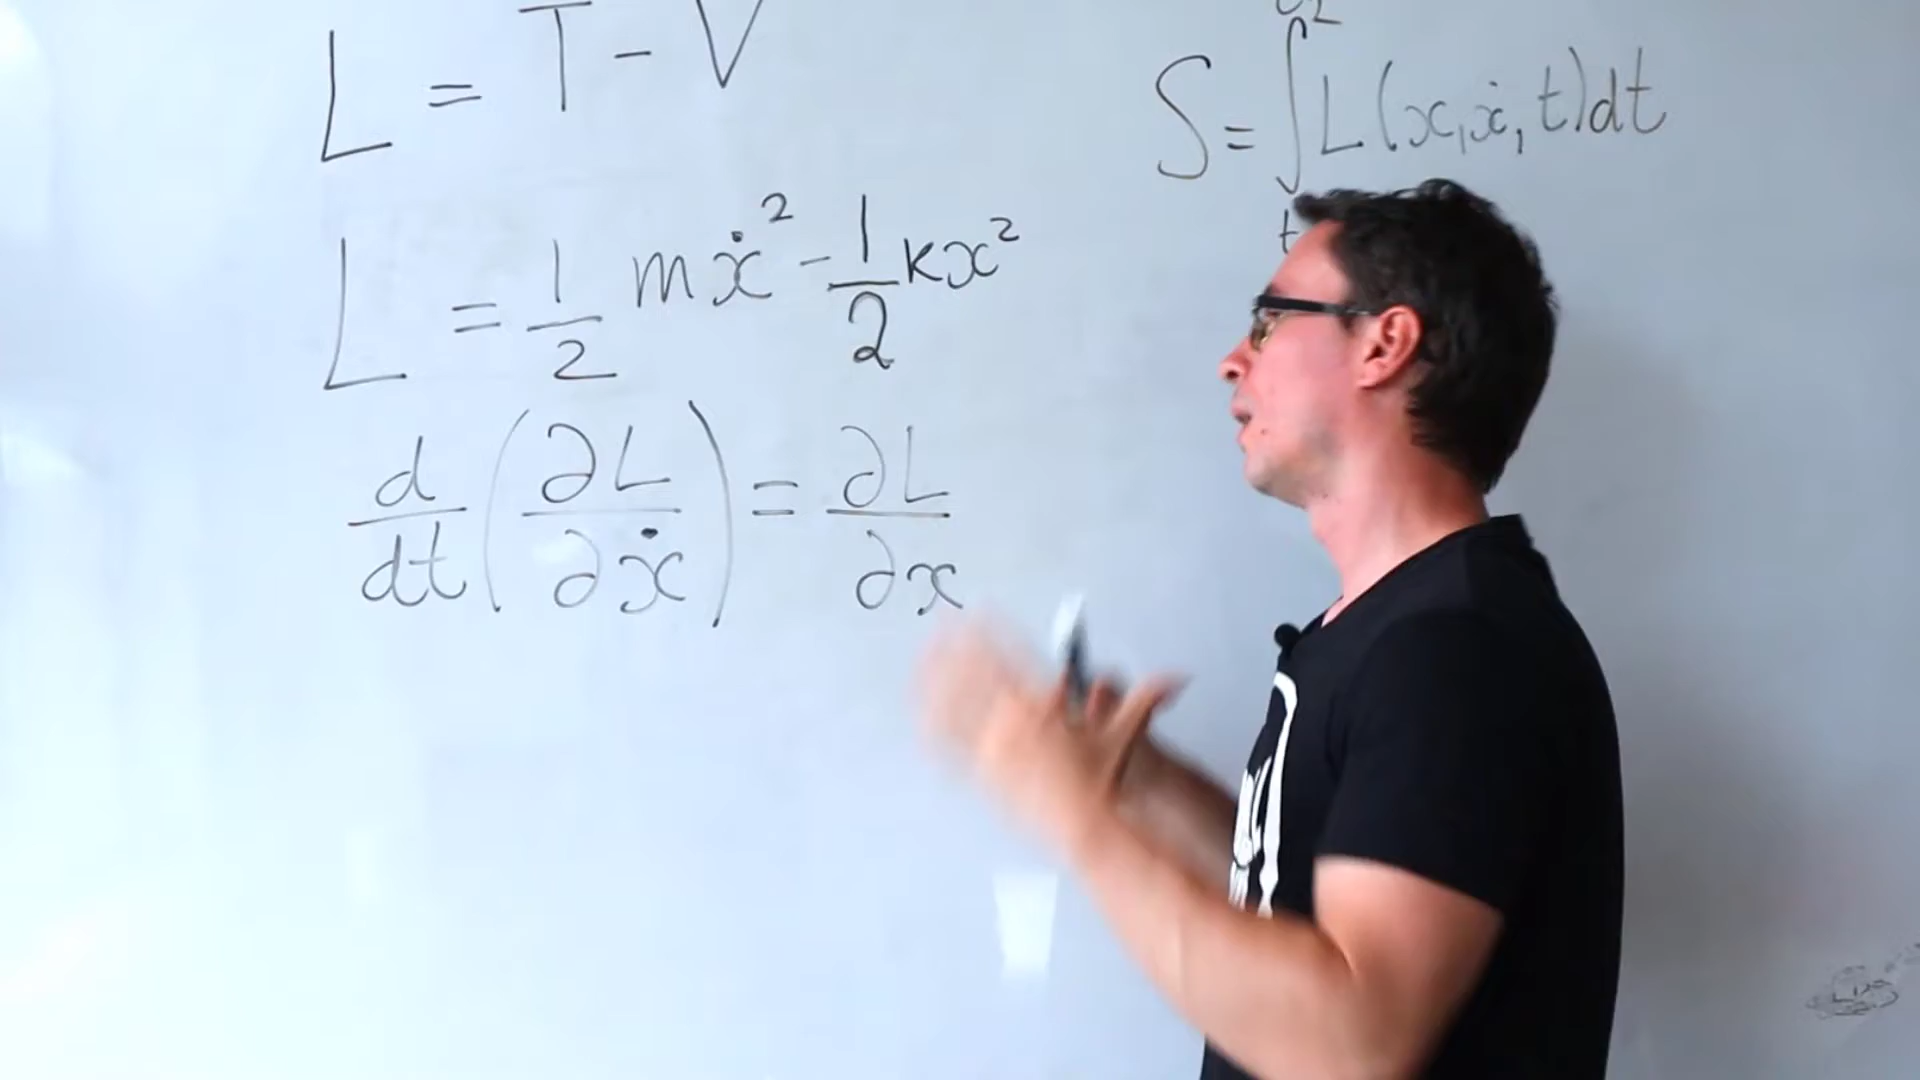 L = T - V
S = ∫ L (x, ẋ, t) dt
t
L = 1/2 mẋ² - 1/2 kx²
d/dt (∂L/∂ẋ) = ∂L/∂x